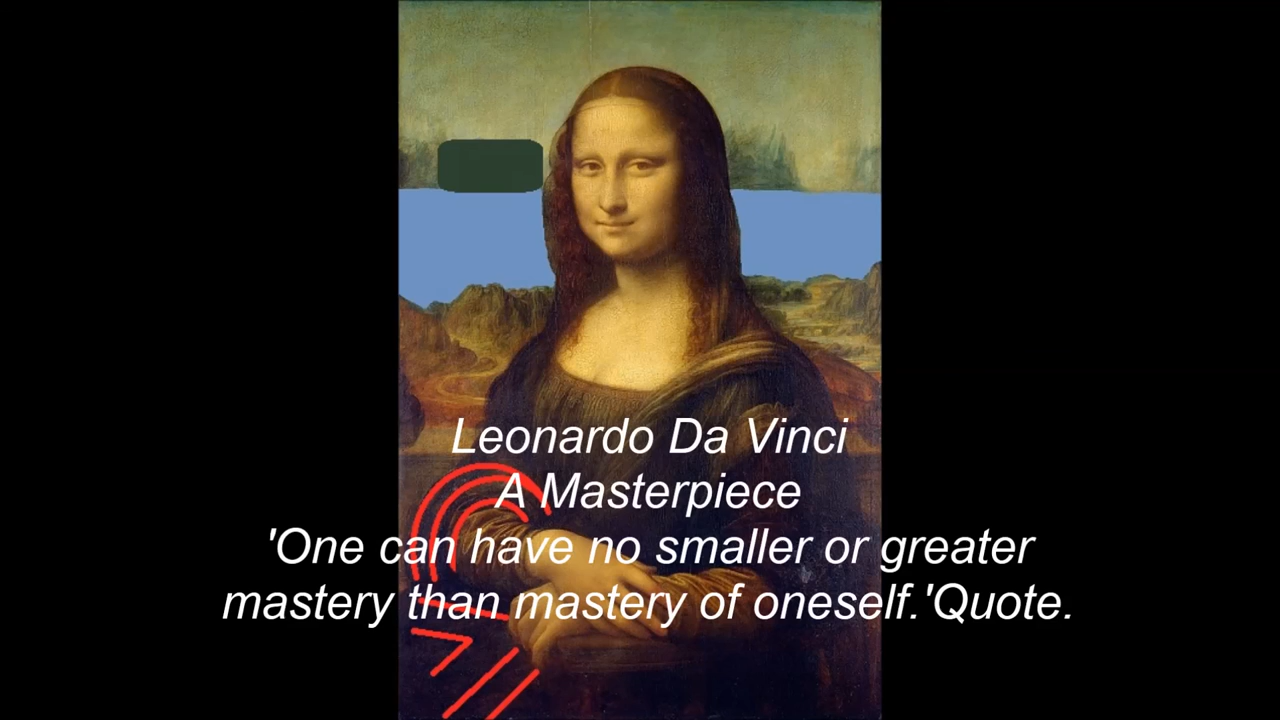 Leonardo Da Vinci
A Masterpiece
'One can have no smaller or greater
mastery than mastery of oneself.'Quote.